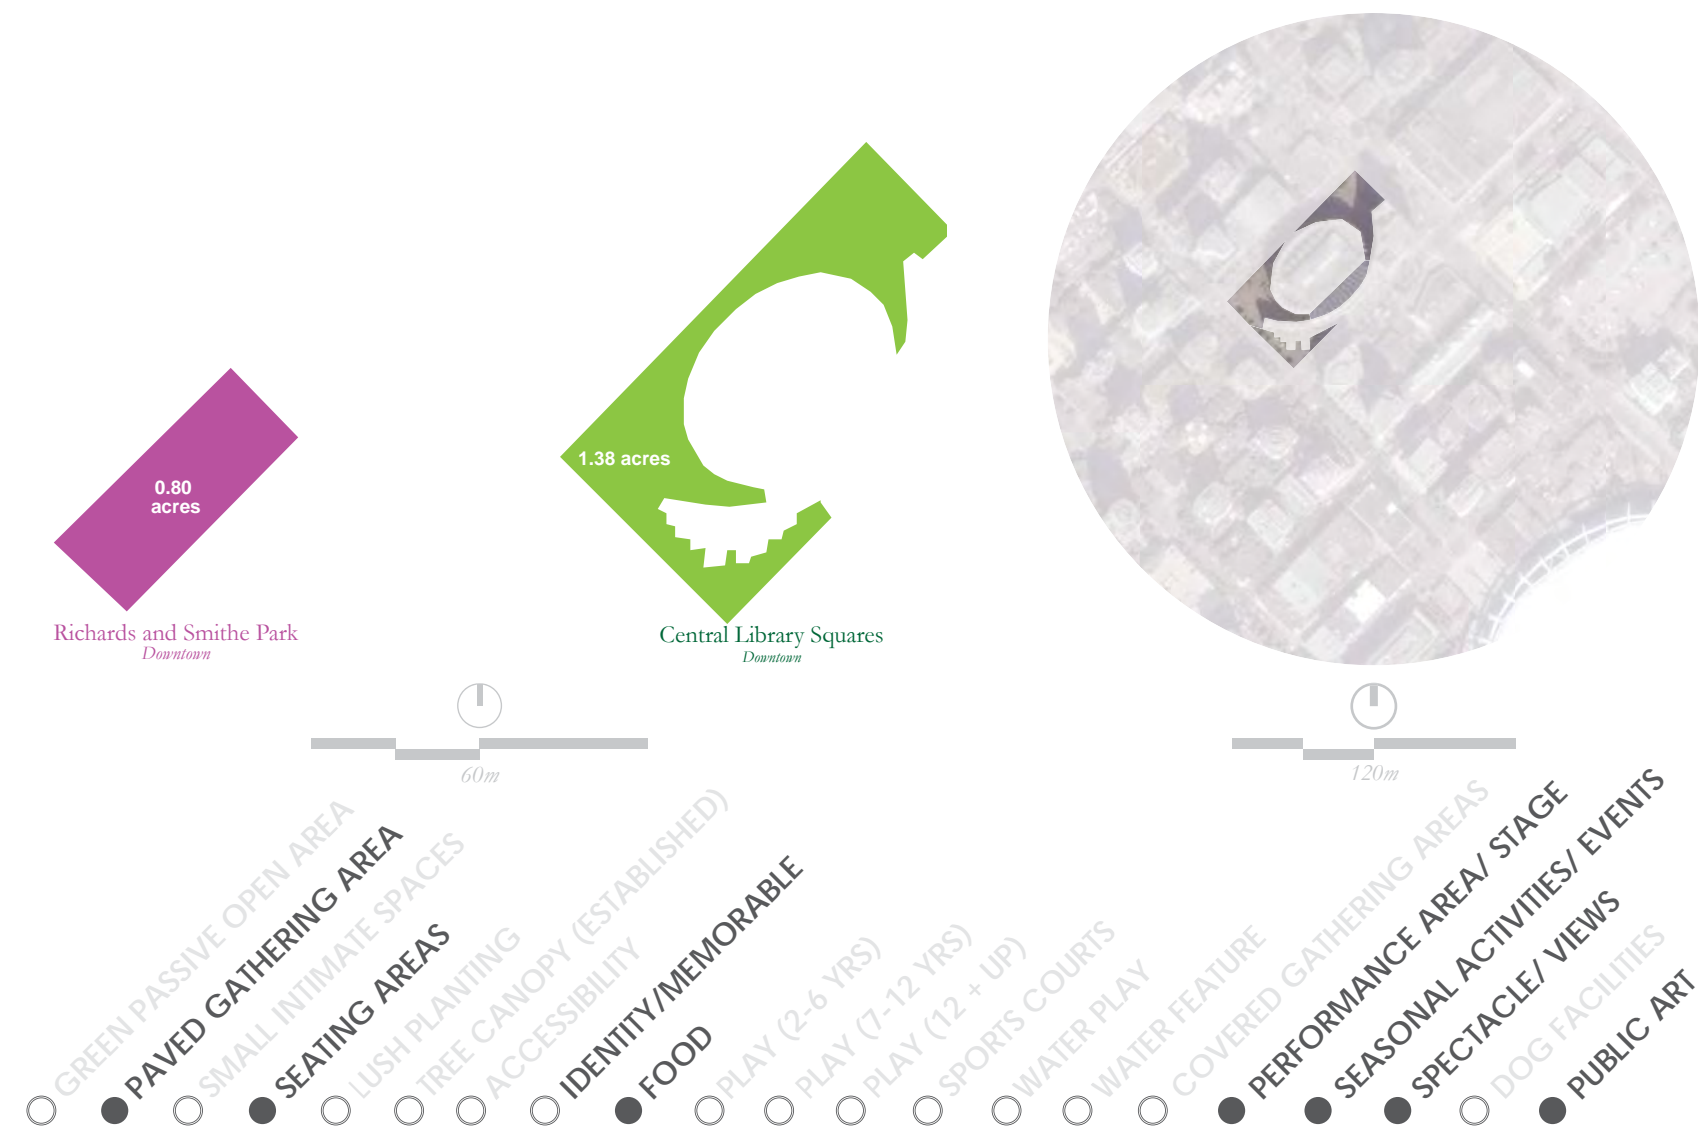 0.80
acres
1.38 acres
Richards and Smithe Park
Downtown
Central Library Squares
Downtown
60m
120m
GREEN PASSIVE OPEN AREA
PAVED GATHERING AREA
SMALL INTIMATE SPACES
SEATING AREAS
LUSH PLANTING
TREE CANOPY (ESTABLISHED)
ACCESSIBILITY
IDENTITY/MEMORABLE
FOOD
PLAY (2-6 YRS)
PLAY (7-12 YRS)
PLAY (12 + UP)
SPORTS COURTS
WATER PLAY
WATER FEATURE
COVERED GATHERING AREAS
PERFORMANCE AREA/ STAGE
SEASONAL ACTIVITIES/ EVENTS
SPECTACLE/ VIEWS
DOG FACILITIES
PUBLIC ART